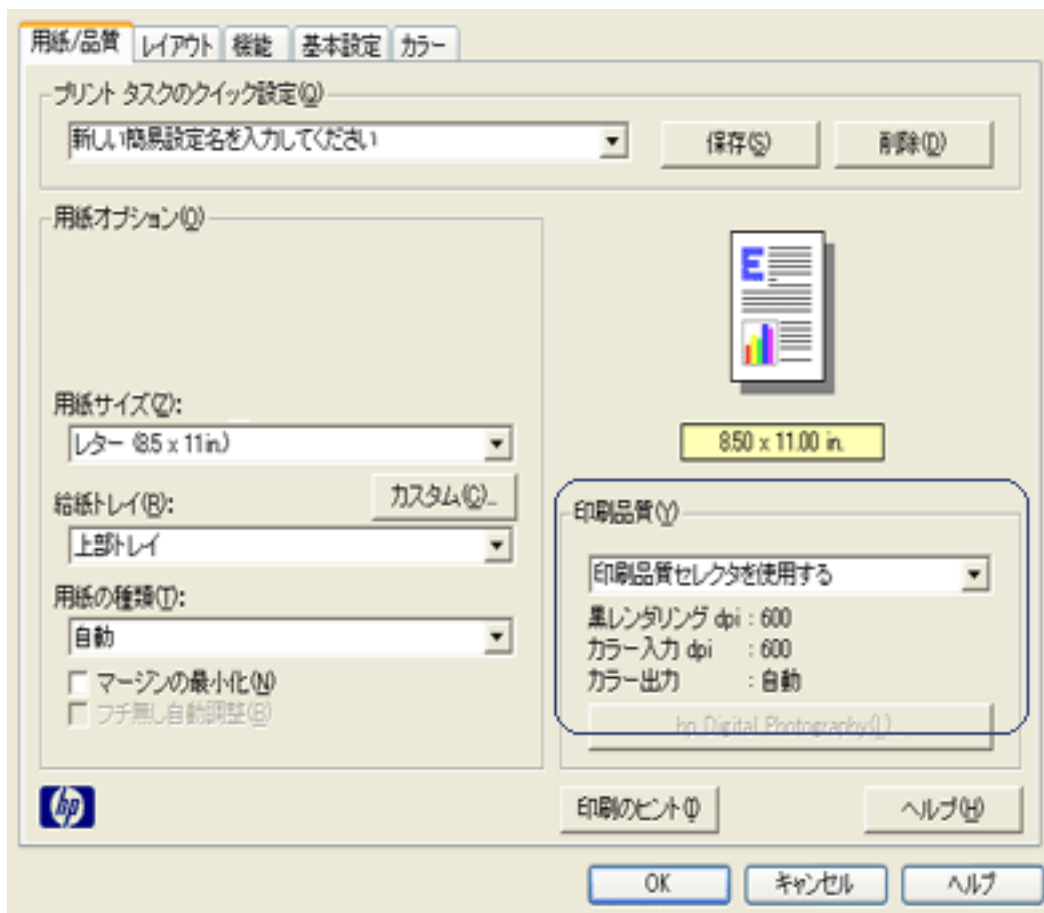 用紙/品質 レイアウト 機能 基本設定 カラー
プリント タスクのクイック設定(Q)
新しい簡易設定名を入力してください
保存(S) 削除(D)
用紙オプション(O)
E
用紙サイズ(Z):
レター (8.5 x 11 in.)
8.50 x 11.00 in.
カスタム(C)...
給紙トレイ(R):
上部トレイ
用紙の種類(T):
自動
マージンの最小化(N)
フチ無し自動調整(B)
印刷品質(Y)
印刷品質セレクタを使用する
黒レンダリング dpi : 600
カラー入力 dpi : 600
カラー出力 : 自動
hp Digital Photography(L)
hp
印刷のヒント(I) ヘルプ(H)
OK キャンセル ヘルプ